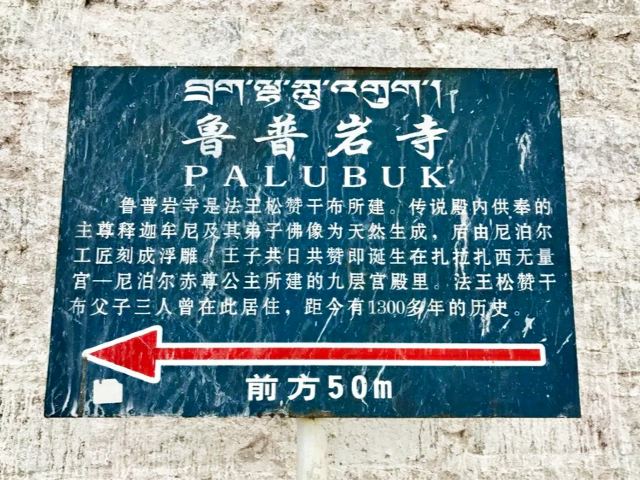 བྲག་ལྷ་ཀླུ་འགུག།
鲁普岩寺
PALUBUK
鲁普岩寺是法王松赞干布所建。传说殿内供奉的
主尊释迦牟尼及其弟子佛像为天然生成，后由尼泊尔
工匠刻成浮雕。王子共日共赞即诞生在扎拉扎西无量
宫—尼泊尔赤尊公主所建的九层宫殿里。法王松赞干
布父子三人曾在此居住，距今有1300多年的历史。
前方50m